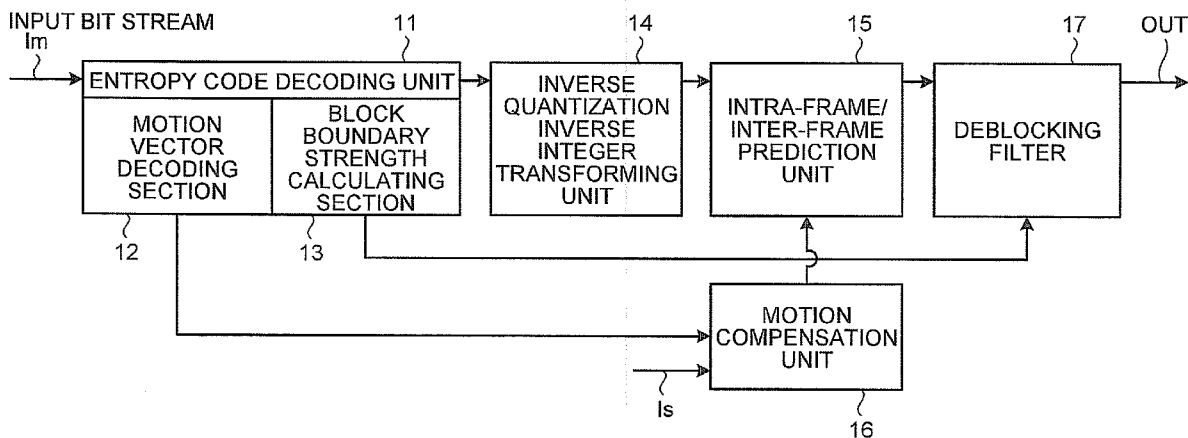 INPUT BIT STREAM
Im
11
14
15
17
OUT
ENTROPY CODE DECODING UNIT
MOTION
VECTOR
DECODING
SECTION
BLOCK
BOUNDARY
STRENGTH
CALCULATING
SECTION
INVERSE
QUANTIZATION
INVERSE
INTEGER
TRANSFORMING
UNIT
INTRA-FRAME/
INTER-FRAME
PREDICTION
UNIT
DEBLOCKING
FILTER
12
13
MOTION
COMPENSATION
UNIT
Is
16